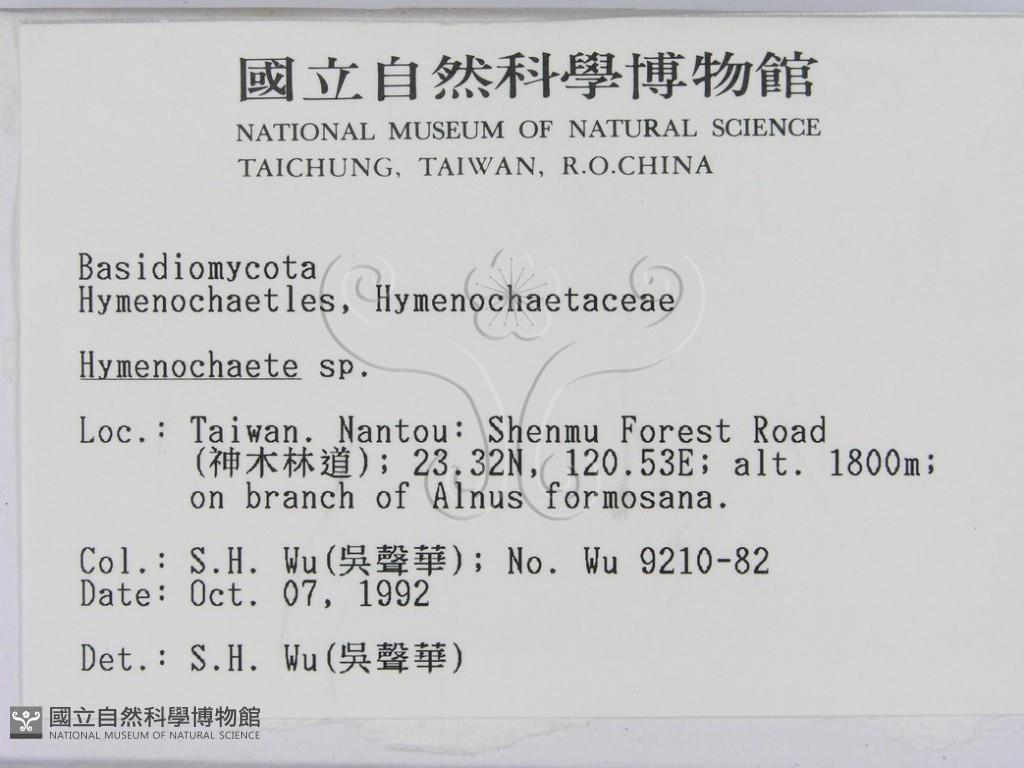 國立自然科學博物館
NATIONAL MUSEUM OF NATURAL SCIENCE
TAICHUNG, TAIWAN, R.O.CHINA
Basidiomycota
Hymenochaetles, Hymenochaetaceae
Hymenochaete sp.
Loc.: Taiwan. Nantou: Shenmu Forest Road
(神木林道); 23.32N, 120.53E; alt. 1800m;
on branch of Alnus formosana.
Col.: S.H. Wu(吳聲華); No. Wu 9210-82
Date: Oct. 07, 1992
Det.: S.H. Wu(吳聲華)
國立自然科學博物館
NATIONAL MUSEUM OF NATURAL SCIENCE